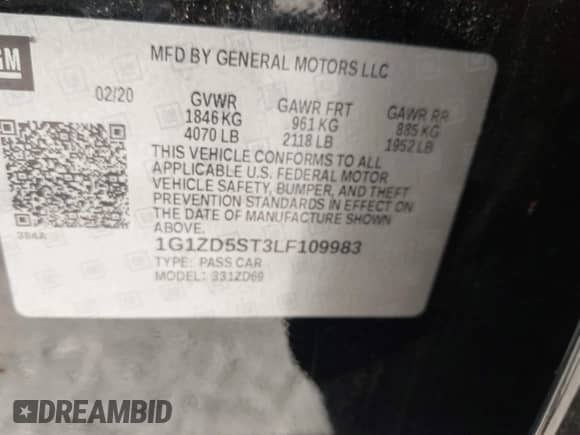 GM
MFD BY GENERAL MOTORS LLC
02/20
GVWR GAWR FRT GAWR RR
1846 KG 961 KG 885 KG
4070 LB 2118 LB 1952 LB
THIS VEHICLE CONFORMS TO ALL
APPLICABLE U.S. FEDERAL MOTOR
VEHICLE SAFETY, BUMPER, AND THEFT
PREVENTION STANDARDS IN EFFECT ON
THE DATE OF MANUFACTURE SHOWN
ABOVE.
384A
1G1ZD5ST3LF109983
TYPE: PASS CAR
MODEL: 331ZD69
DREAMBID